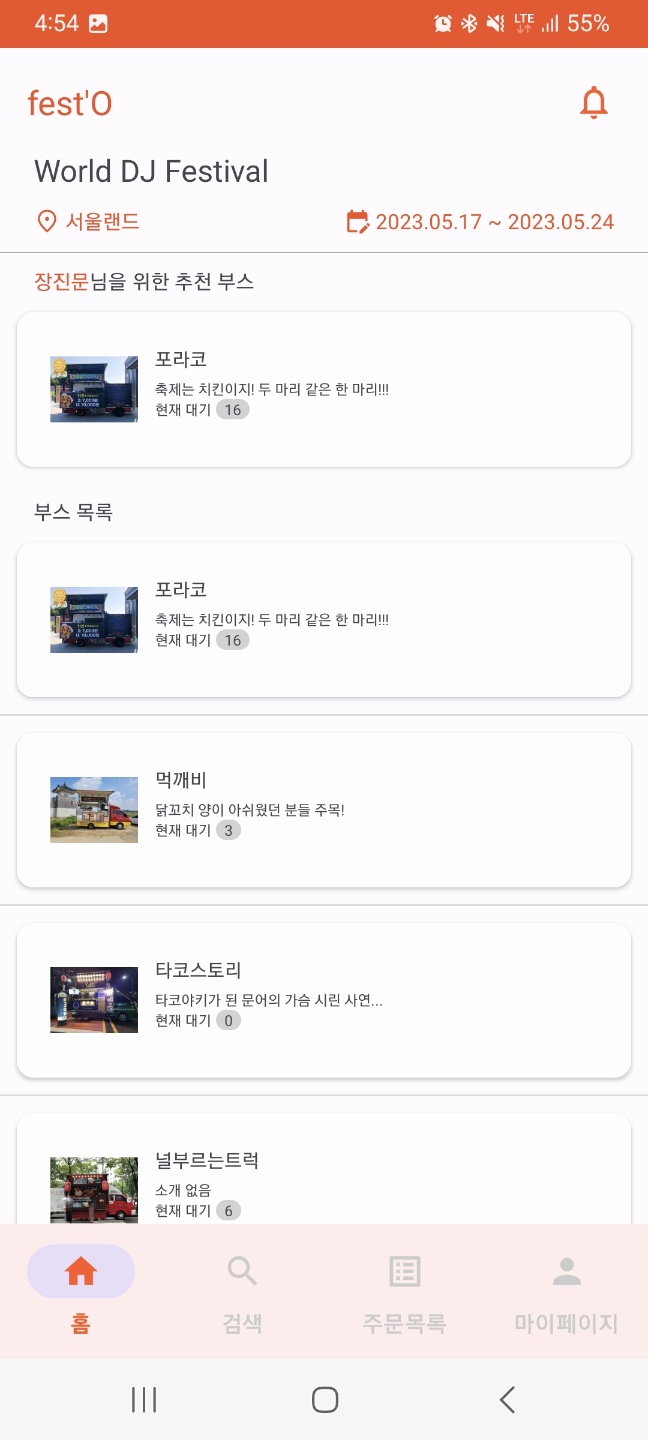 4:54
LTE
55%
fest'O
World DJ Festival
서울랜드
2023.05.17 ~ 2023.05.24
장진문님을 위한 추천 부스
포라코
축제는 치킨이지! 두 마리 같은 한 마리!!!
현재 대기 16
부스 목록
포라코
축제는 치킨이지! 두 마리 같은 한 마리!!!
현재 대기 16
먹깨비
닭꼬치 양이 아쉬웠던 분들 주목!
현재 대기 3
타코스토리
타코야키가 된 문어의 가슴 시린 사연...
현재 대기 0
널부르는트럭
소개 없음
현재 대기 6
홈
검색
주문목록
마이페이지